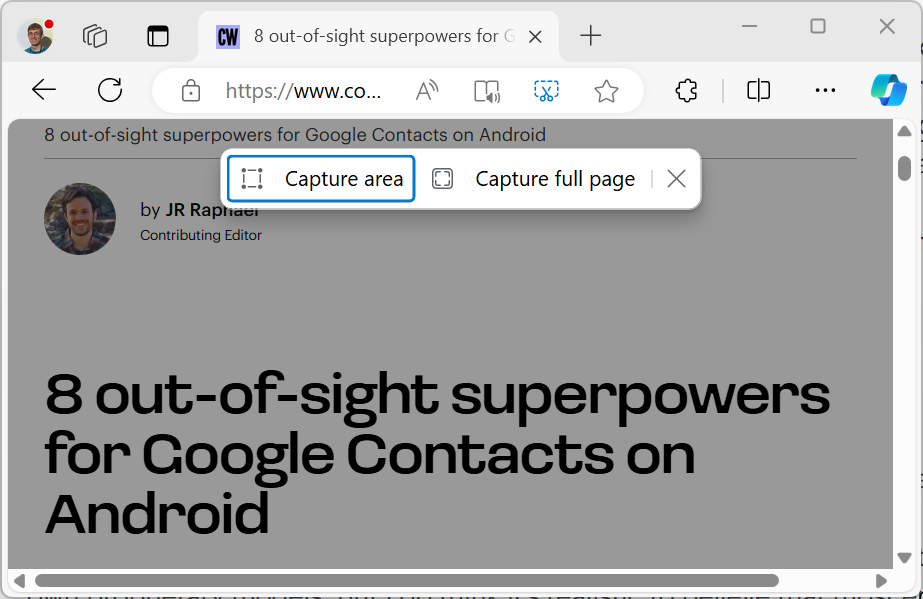 CW 8 out-of-sight superpowers for G
https://www.co...
8 out-of-sight superpowers for Google Contacts on Android
Capture area
Capture full page
by JR Raphael
Contributing Editor
8 out-of-sight superpowers
for Google Contacts on
Android